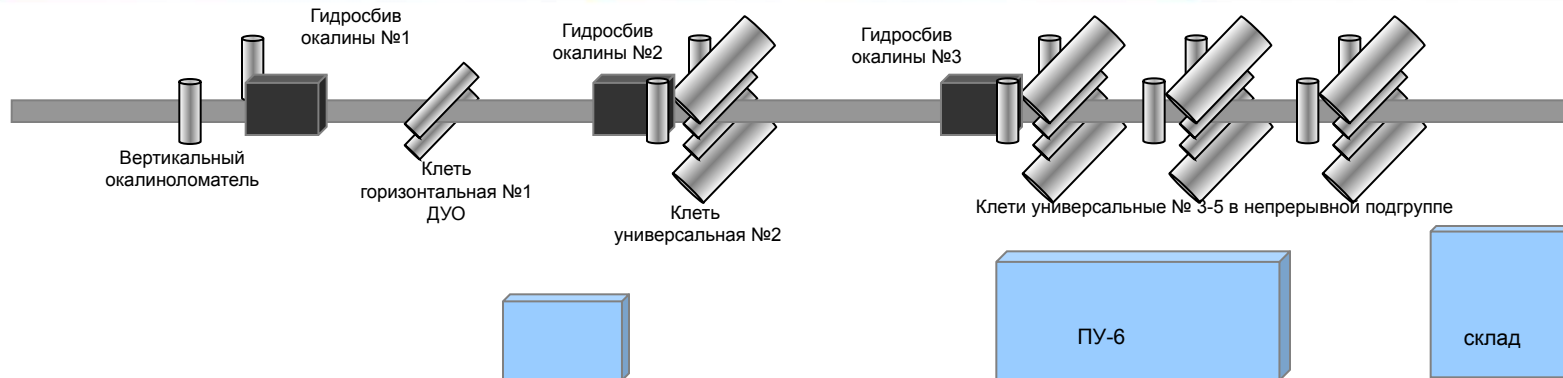 Гидросбив
окалины №1
Гидросбив
окалины №2
Гидросбив
окалины №3
Вертикальный
окалиноломатель
Клеть
горизонтальная №1
ДУО
Клеть
универсальная №2
Клети универсальные № 3-5 в непрерывной подгруппе
ПУ-6
склад